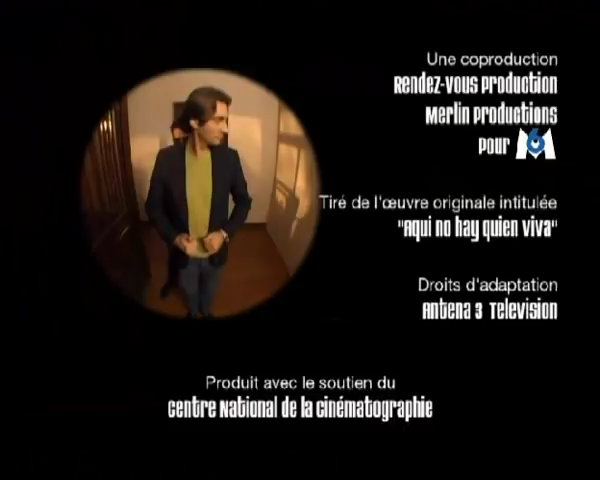 Une coproduction
Rendez-vous Production
Merlin Productions
pour M6
Tiré de l'œuvre originale intitulée
"Aqui no hay quien viva"
Droits d'adaptation
Antena 3 Television
Produit avec le soutien du
Centre National de la Cinématographie